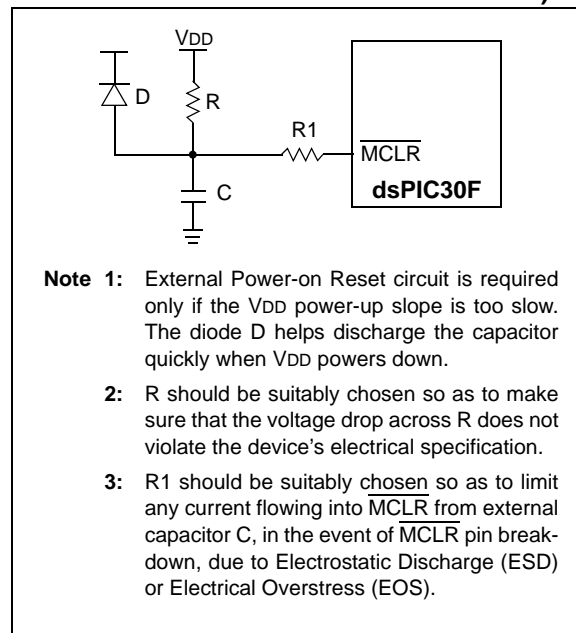 VDD
D
R
R1
MCLR
dsPIC30F
C
Note 1: External Power-on Reset circuit is required
only if the VDD power-up slope is too slow.
The diode D helps discharge the capacitor
quickly when VDD powers down.
2: R should be suitably chosen so as to make
sure that the voltage drop across R does not
violate the device's electrical specification.
3: R1 should be suitably chosen so as to limit
any current flowing into MCLR from external
capacitor C, in the event of MCLR pin break-
down, due to Electrostatic Discharge (ESD)
or Electrical Overstress (EOS).